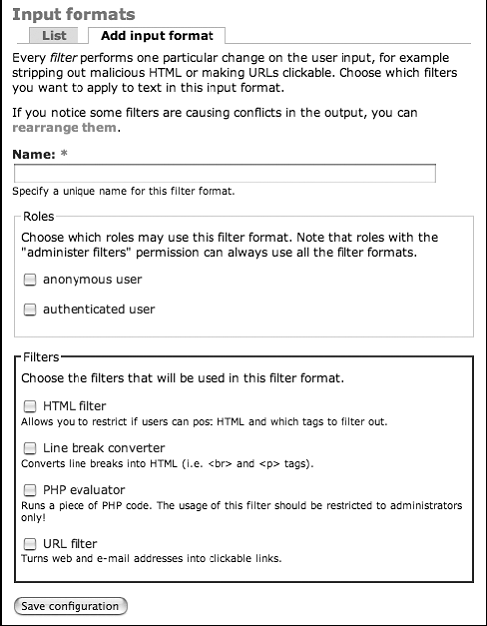 Input formats
List
Add input format
Every filter performs one particular change on the user input, for example
stripping out malicious HTML or making URLs clickable. Choose which filters
you want to apply to text in this input format.
If you notice some filters are causing conflicts in the output, you can
rearrange them.
Name: *
Specify a unique name for this filter format.
Roles
Choose which roles may use this filter format. Note that roles with the
"administer filters" permission can always use all the filter formats.
anonymous user
authenticated user
Filters
Choose the filters that will be used in this filter format.
HTML filter
Allows you to restrict if users can post HTML and which tags to filter out.
Line break converter
Converts line breaks into HTML (i.e. <br> and <p> tags).
PHP evaluator
Runs a piece of PHP code. The usage of this filter should be restricted to administrators
only!
URL filter
Turns web and e-mail addresses into clickable links.
Save configuration